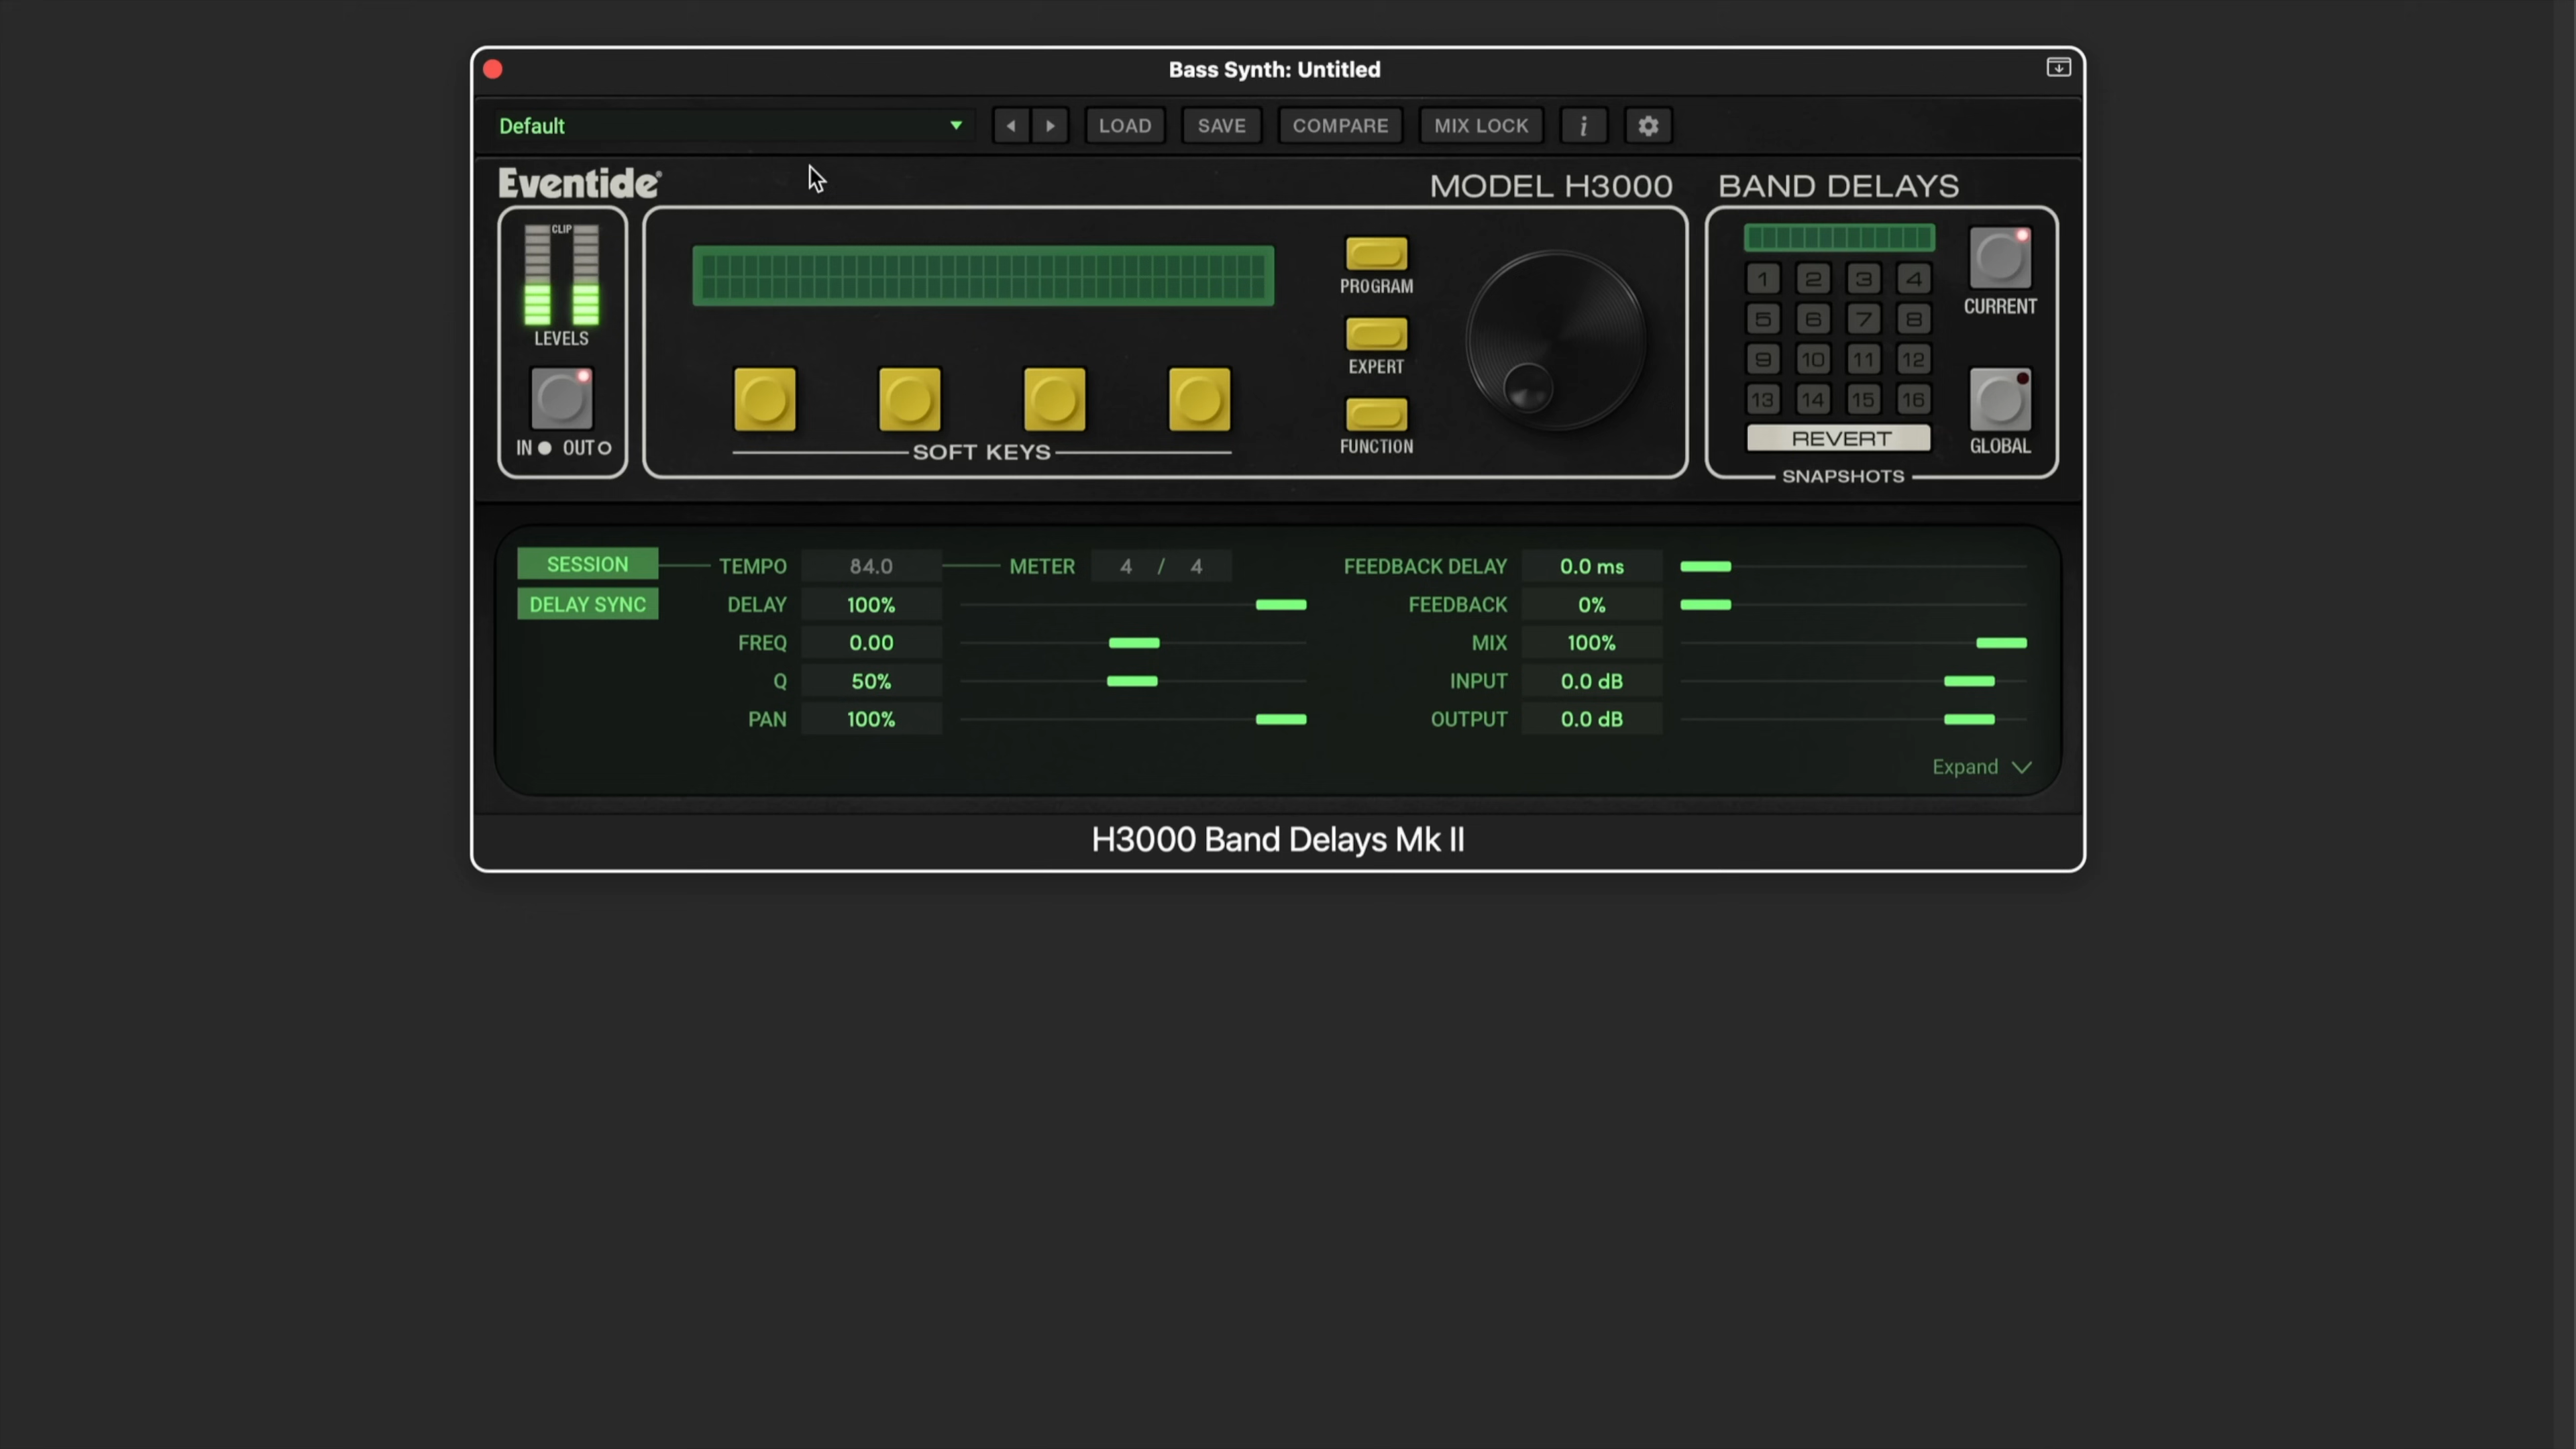 Bass Synth: Untitled
Default
LOAD SAVE COMPARE MIX LOCK i
Eventide®
MODEL H3000 BAND DELAYS
CLIP
LEVELS
IN OUT
SOFT KEYS
PROGRAM
EXPERT
FUNCTION
1 2 3 4
5 6 7 8
9 10 11 12
13 14 15 16
REVERT
SNAPSHOTS
CURRENT
GLOBAL
SESSION TEMPO 84.0 METER 4 / 4
DELAY SYNC DELAY 100%
FREQ 0.00
Q 50%
PAN 100%
FEEDBACK DELAY 0.0 ms
FEEDBACK 0%
MIX 100%
INPUT 0.0 dB
OUTPUT 0.0 dB
Expand
H3000 Band Delays Mk II